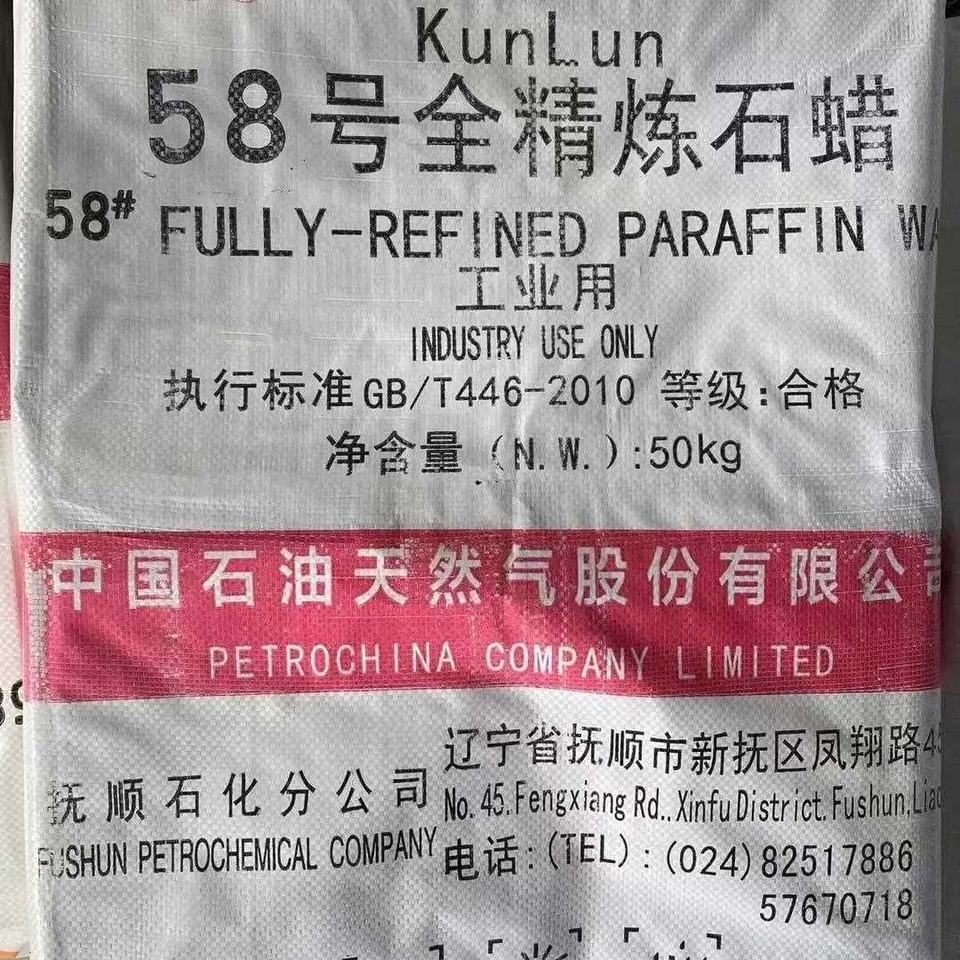 KunLun
58号全精炼石蜡
58# FULLY-REFINED PARAFFIN
工业用
INDUSTRY USE ONLY
执行标准GB/T446-2010 等级:合格
净含量(N.W.):50kg
中国石油天然气股份有限公司
PETROCHINA COMPANY LIMITED
抚顺石化分公司
FUSHUN PETROCHEMICAL COMPANY
辽宁省抚顺市新抚区凤翔路45
No.45.Fengxiang Rd.,Xinfu District.Fushun,
电话:(TEL):(024)82517886
57670718